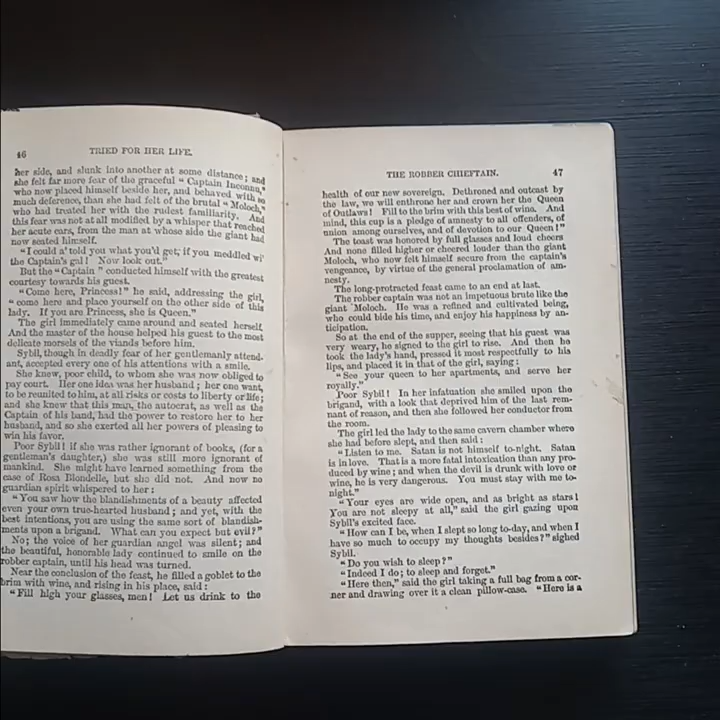 46
TRIED FOR HER LIFE.
her side, and slunk into another at some distance; and
she felt far more fear of the graceful "Captain Inconnu,"
who now placed himself beside her, and behaved with so
much deference, than she had felt of the brutal "Moloch,"
who had treated her with the rudest familiarity. And
this fear was not at all modified by a whisper that reached
her acute ears, from the man at whose side the giant had
now seated himself.
"I could a' told you what you'd get, if you meddled wi'
the Captain's gal! Now look out."
But the "Captain" conducted himself with the greatest
courtesy towards his guest.
"Come here, Princess!" he said, addressing the girl,
"come here and place yourself on the other side of this
lady. If you are Princess, she is Queen."
The girl immediately came around and seated herself.
And the master of the house helped his guest to the most
delicate morsels of the viands before him.
Sybil, though in deadly fear of her gentlemanly attend-
ant, accepted every one of his attentions with a smile.
She knew, poor child, to whom she was now obliged to
pay court. Her one idea was her husband; her one want,
to be reunited to him, at all risks or costs to liberty or life;
and she knew that this man, the autocrat, as well as the
Captain of his band, had the power to restore her to her
husband, and so she exerted all her powers of pleasing to
win his favor.
Poor Sybil! if she was rather ignorant of books, (for a
gentleman's daughter,) she was still more ignorant of
mankind. She might have learned something from the
case of Rosa Blondelle, but she did not. And now no
guardian spirit whispered to her:
"You saw how the blandishments of a beauty affected
even your own true-hearted husband; and yet, with the
best intentions, you are using the same sort of blandish-
ments upon a brigand. What can you expect but evil?"
No; the voice of her guardian angel was silent; and
the beautiful, honorable lady continued to smile on the
robber captain, until his head was turned.
Near the conclusion of the feast, he filled a goblet to the
brim with wine, and rising in his place, said:
"Fill high your glasses, men! Let us drink to the
THE ROBBER CHIEFTAIN.
47
health of our new sovereign. Dethroned and outcast by
the law, we will enthrone her and crown her the Queen
of Outlaws! Fill to the brim with this best of wine. And
mind, this cup is a pledge of amnesty to all offenders, of
union among ourselves, and of devotion to our Queen!"
The toast was honored by full glasses and loud cheers
And none filled higher or cheered louder than the giant
Moloch, who now felt himself secure from the captain's
vengeance, by virtue of the general proclamation of am-
nesty.
The long-protracted feast came to an end at last.
The robber captain was not an impetuous brute like the
giant Moloch. He was a refined and cultivated being,
who could bide his time, and enjoy his happiness by an-
ticipation.
So at the end of the supper, seeing that his guest was
very weary, he signed to the girl to rise. And then he
took the lady's hand, pressed it most respectfully to his
lips, and placed it in that of the girl, saying:
"See your queen to her apartments, and serve her
royally."
Poor Sybil! In her infatuation she smiled upon the
brigand, with a look that deprived him of the last rem-
nant of reason, and then she followed her conductor from
the room.
The girl led the lady to the same cavern chamber where
she had before slept, and then said:
"Listen to me. Satan is not himself to-night. Satan
is in love. That is a more fatal intoxication than any pro-
duced by wine; and when the devil is drunk with love or
wine, he is very dangerous. You must stay with me to-
night."
"Your eyes are wide open, and as bright as stars!
You are not sleepy at all," said the girl gazing upon
Sybil's excited face.
"How can I be, when I slept so long to-day, and when I
have so much to occupy my thoughts besides?" sighed
Sybil.
"Do you wish to sleep?"
"Indeed I do; to sleep and forget."
"Here then," said the girl taking a full bag from a cor-
ner and drawing over it a clean pillow-case. "Here is a